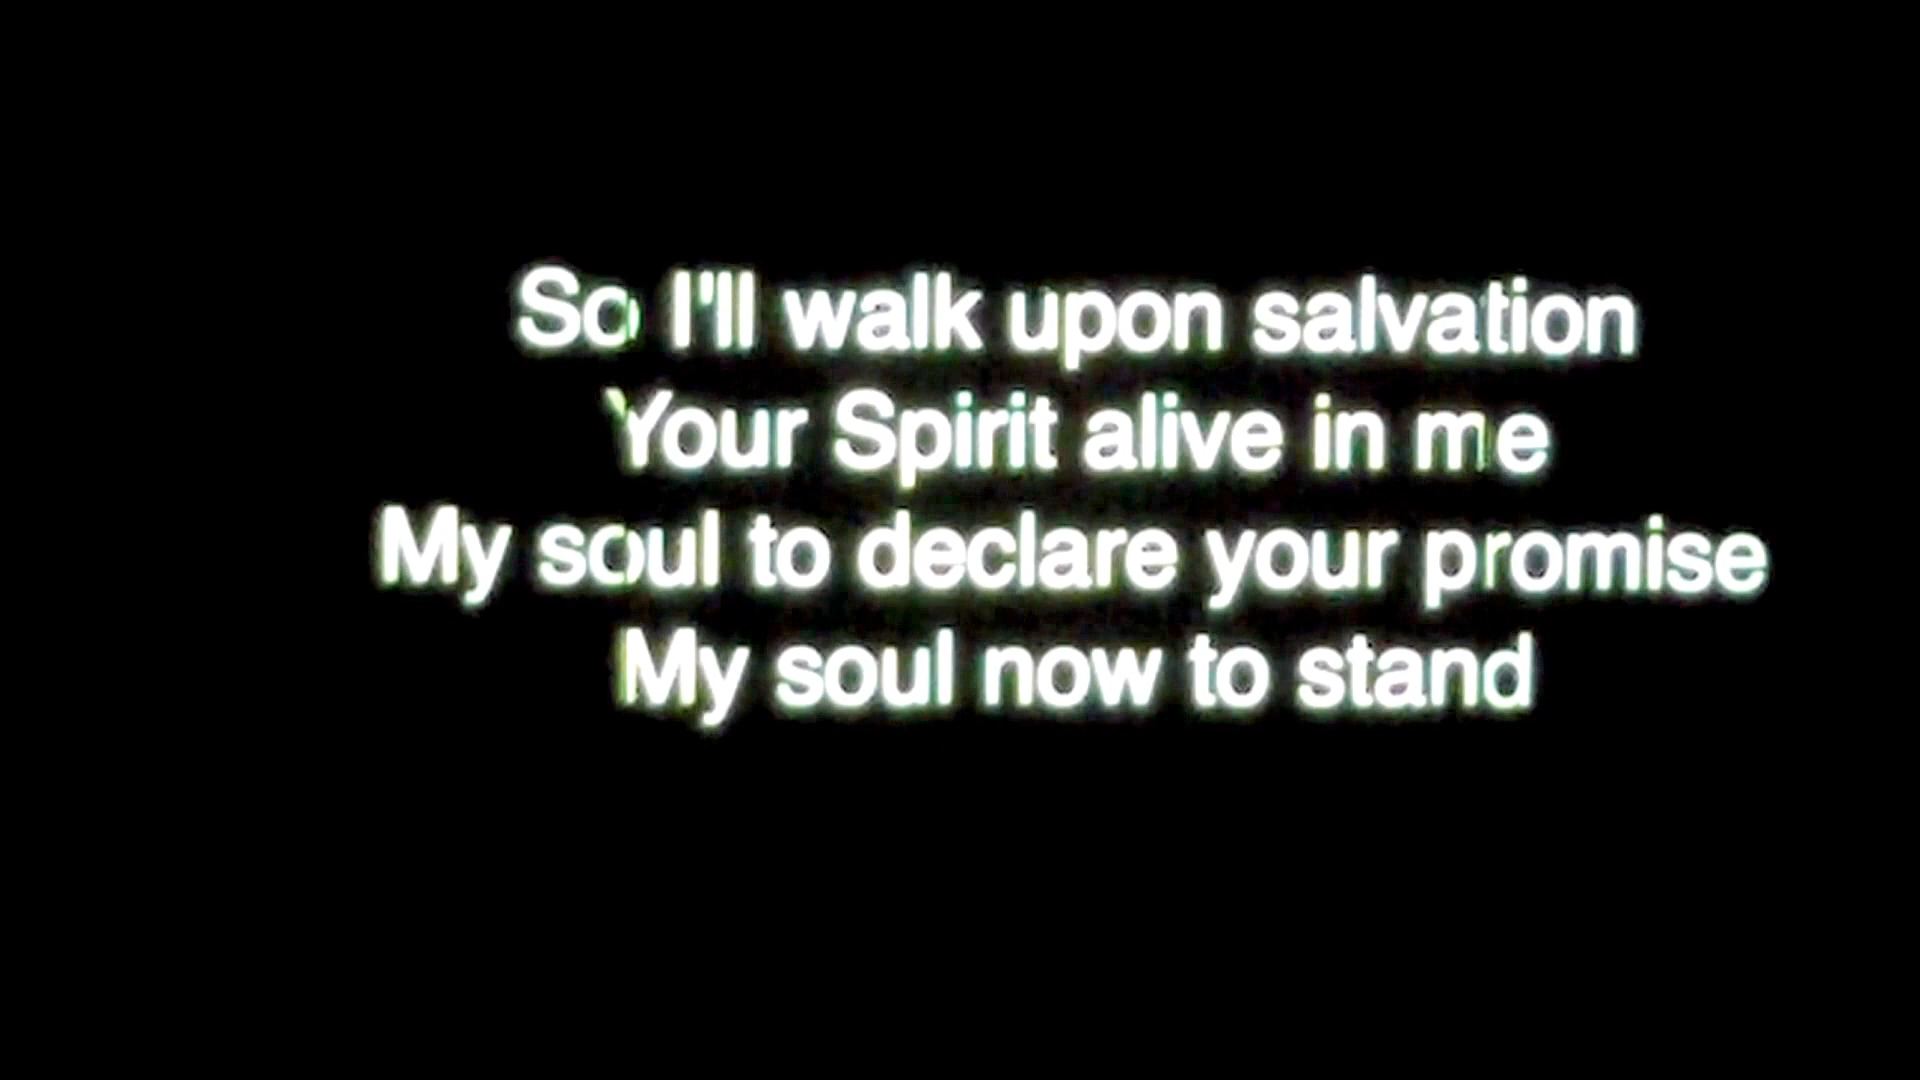 So I'll walk upon salvation
Your Spirit alive in me
My soul to declare your promise
My soul now to stand